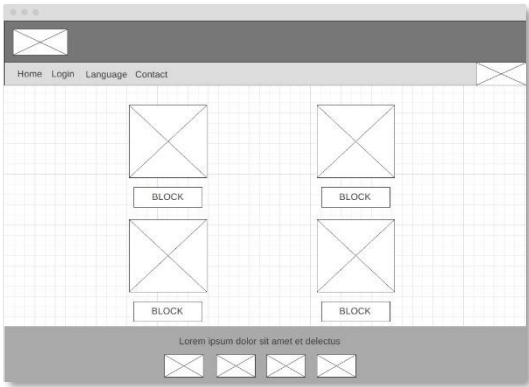 Home Login Language Contact
BLOCK BLOCK
BLOCK BLOCK
Lorem ipsum dolor sit amet et delectus